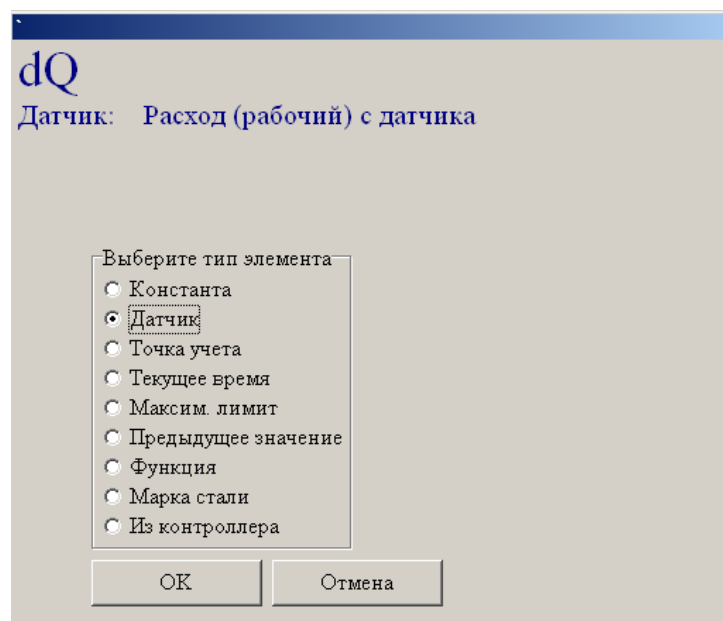 dQ
Датчик: Расход (рабочий) с датчика
Выберите тип элемента
Константа
Датчик
Точка учета
Текущее время
Максим. лимит
Предыдущее значение
Функция
Марка стали
Из контроллера
OK Отмена